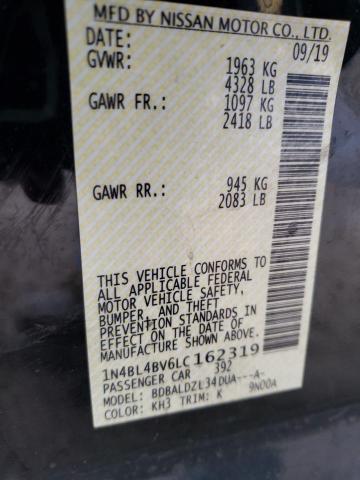 MFD BY NISSAN MOTOR CO., LTD.
DATE: 09/19
GVWR: 1963 KG
4328 LB
GAWR FR.: 1097 KG
2418 LB
GAWR RR.: 945 KG
2083 LB
THIS VEHICLE CONFORMS TO
ALL APPLICABLE FEDERAL
MOTOR VEHICLE SAFETY,
BUMPER, AND THEFT
PREVENTION STANDARDS IN
EFFECT ON THE DATE OF
MANUFACTURE SHOWN ABOVE.
1N4BL4BV6LC162319
PASSENGER CAR 392
MODEL: BDBALDZL34DUA---A-
COLOR: KH3 TRIM: K 9N00A